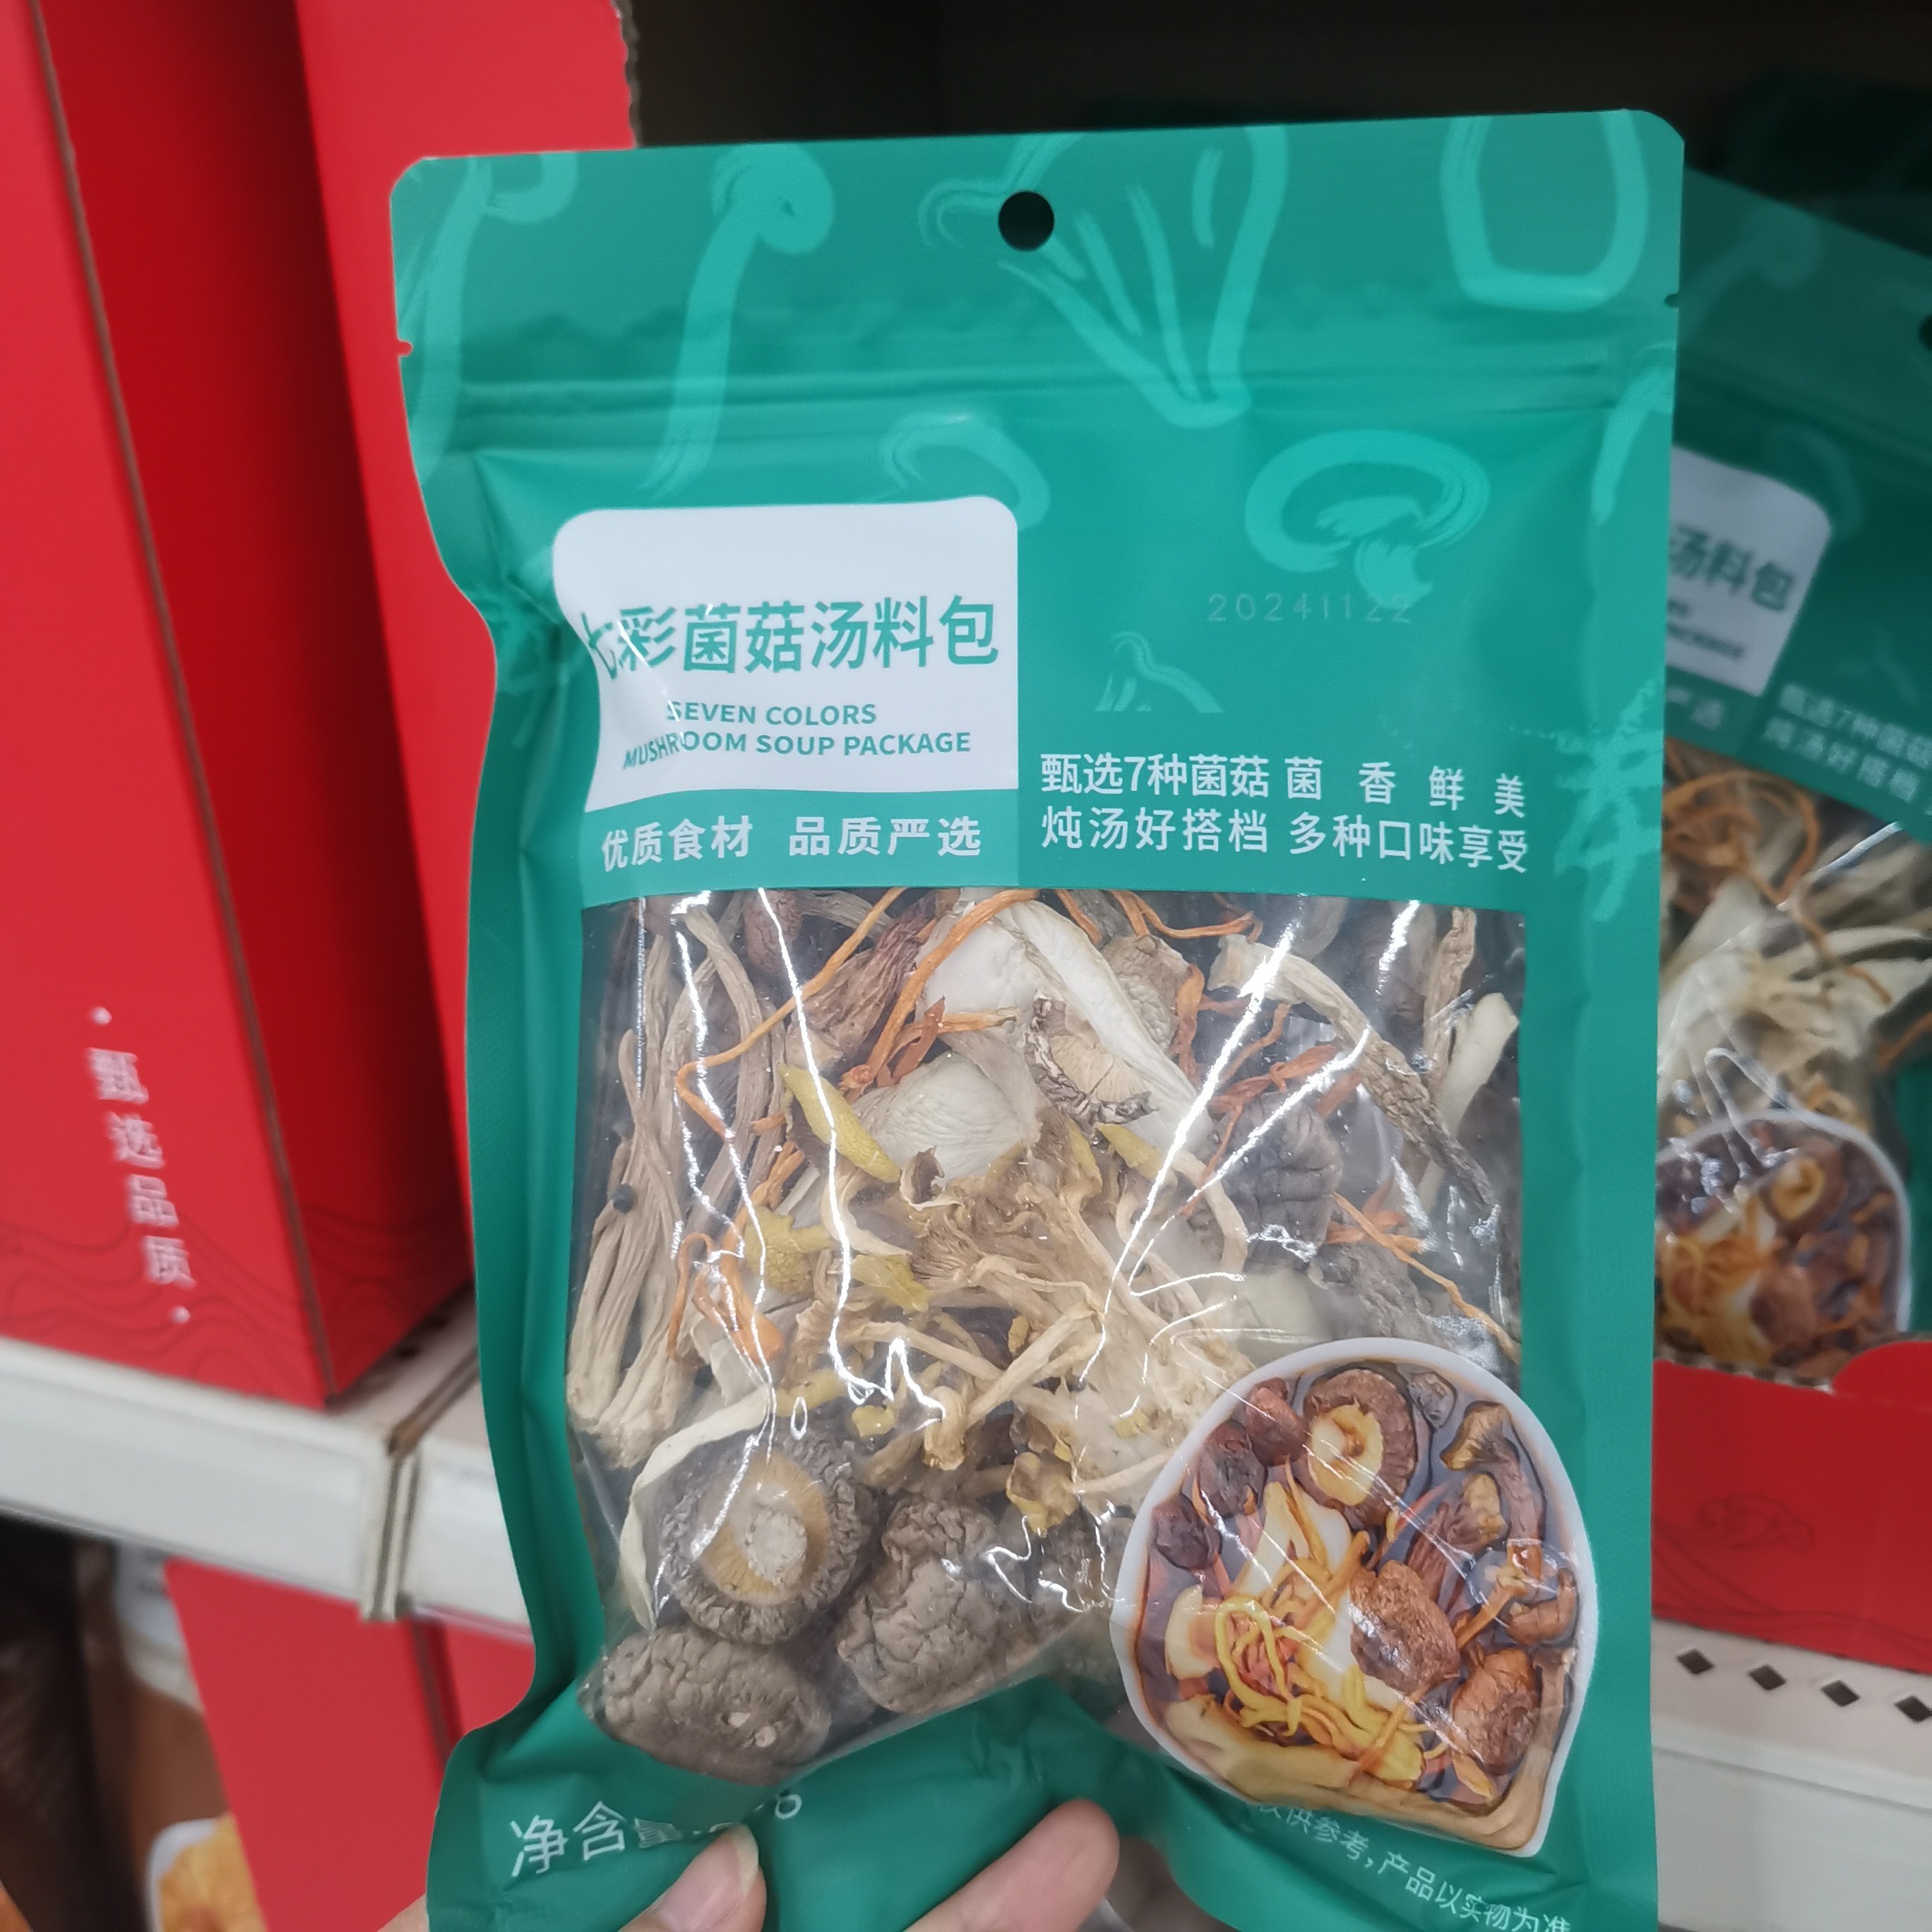 七彩菌菇汤料包
SEVEN COLORS
MUSHROOM SOUP PACKAGE
优质食材 品质严选
20241122
甄选7种菌菇 菌香鲜美
炖汤好搭档 多种口味享受
净含
供参考,产品以实物为准
·甄选品质·
汤料包
甄选7种菌菇
炖汤好搭档